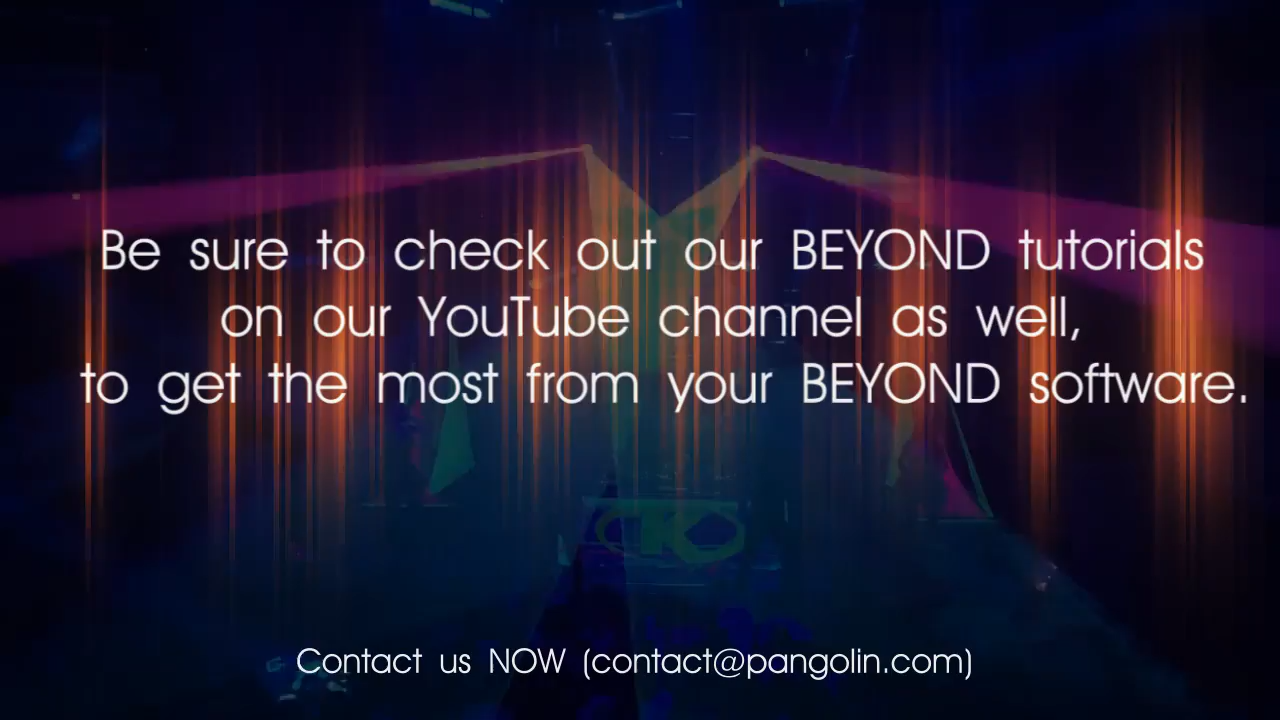 Be sure to check out our BEYOND tutorials
on our YouTube channel as well,
to get the most from your BEYOND software.
Contact us NOW (contact@pangolin.com)